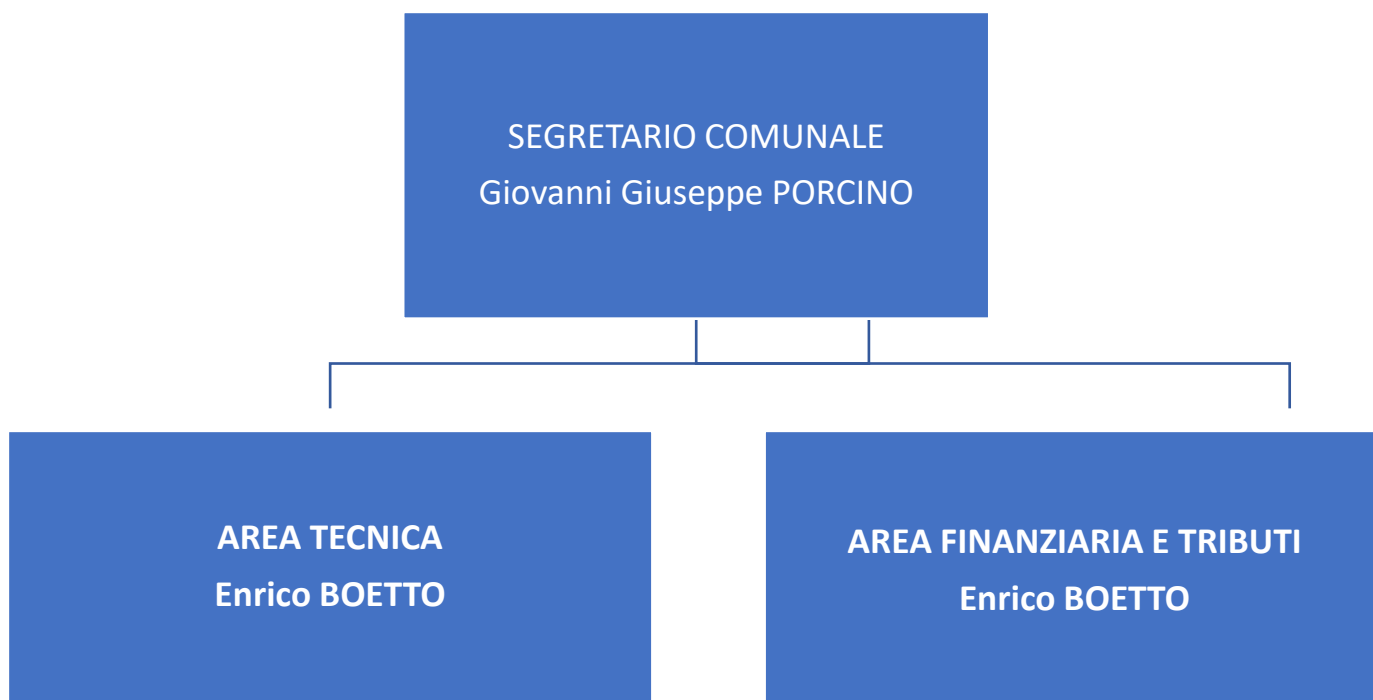 SEGRETARIO COMUNALE
Giovanni Giuseppe PORCINO
AREA TECNICA
Enrico BOETTO
AREA FINANZIARIA E TRIBUTI
Enrico BOETTO